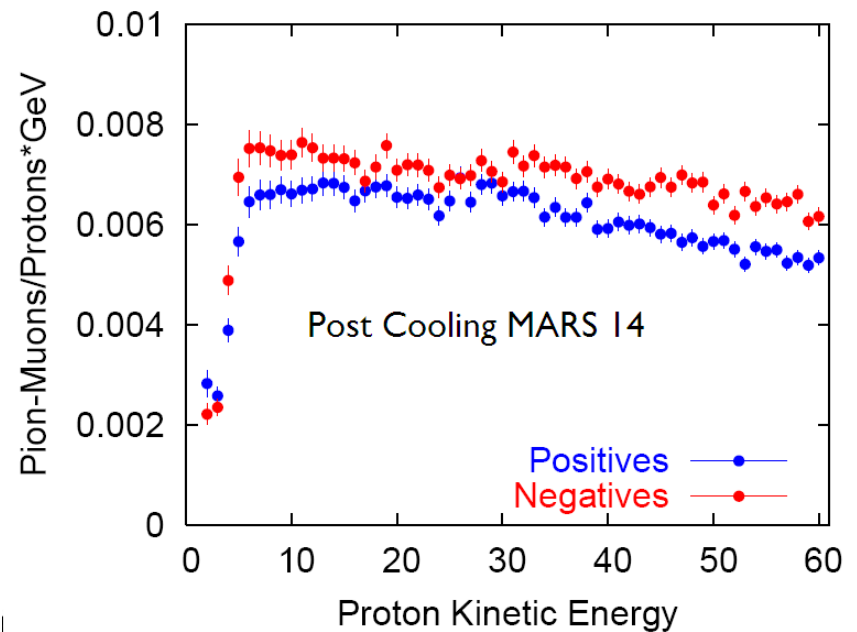 0.01
0.008
0.006
0.004
0.002
0
Pion-Muons/Protons*GeV
Post Cooling MARS 14
Positives
Negatives
0 10 20 30 40 50 60
Proton Kinetic Energy